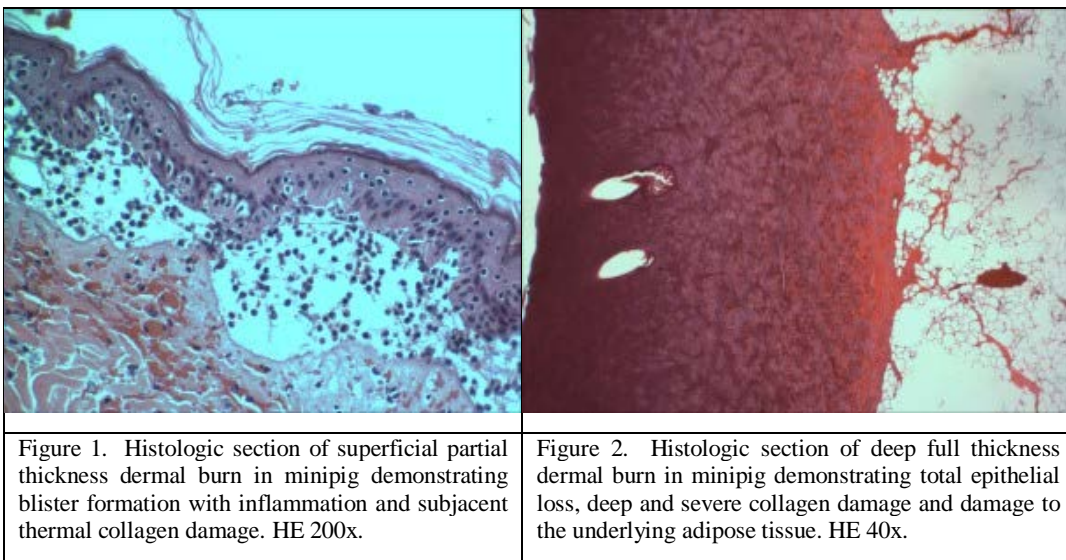 Figure 1. Histologic section of superficial partial
thickness dermal burn in minipig demonstrating
blister formation with inflammation and subjacent
thermal collagen damage. HE 200x.
Figure 2. Histologic section of deep full thickness
dermal burn in minipig demonstrating total epithelial
loss, deep and severe collagen damage and damage to
the underlying adipose tissue. HE 40x.